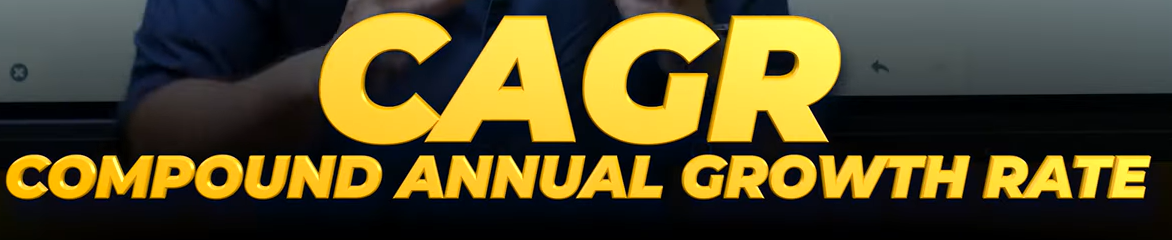 CAGR
COMPOUND ANNUAL GROWTH RATE